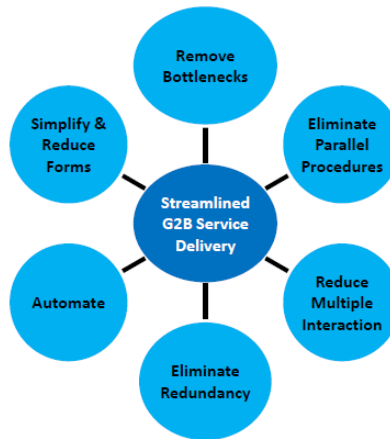 Remove
Bottlenecks
Simplify &
Reduce
Forms
Eliminate
Parallel
Procedures
Streamlined
G2B Service
Delivery
Automate
Reduce
Multiple
Interaction
Eliminate
Redundancy